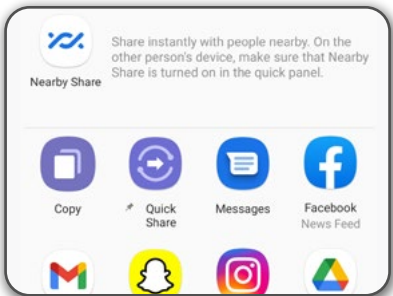 Share instantly with people nearby. On the
other person's device, make sure that Nearby
Share is turned on in the quick panel.
Nearby Share
Copy
Quick
Share
Messages
Facebook
News Feed